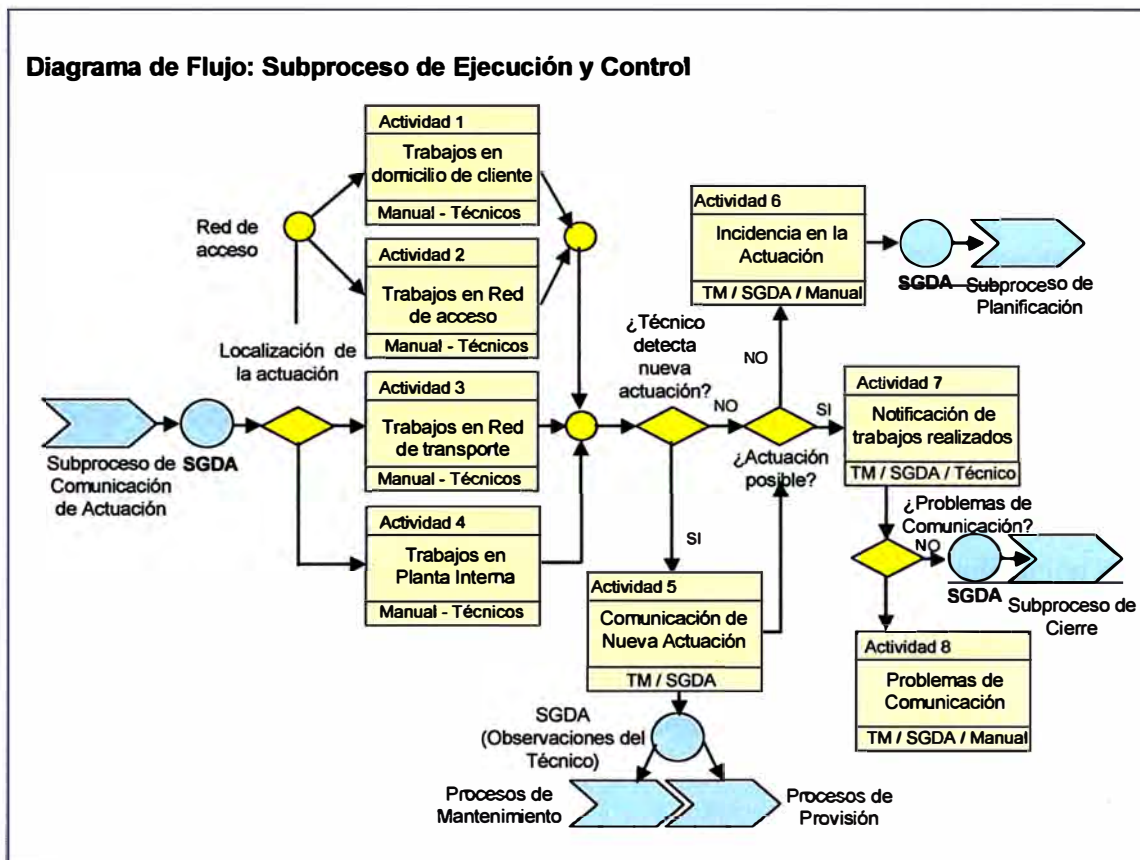 Diagrama de Flujo: Subproceso de Ejecución y Control
Actividad 1
Trabajos en
domicilio de cliente
Manual - Técnicos
Red de
acceso
Actividad 2
Trabajos en Red
de acceso
Manual - Técnicos
Localización de
la actuación
Actividad 3
Trabajos en Red
de transporte
Manual - Técnicos
Subproceso de
Comunicación
de Actuación
SGDA
Actividad 4
Trabajos en
Planta Interna
Manual - Técnicos
¿Técnico
detecta
nueva
actuación?
NO
SI
Actividad 5
Comunicación de
Nueva Actuación
TM / SGDA
SGDA
(Observaciones del
Técnico)
Procesos de
Mantenimiento
Procesos de
Provisión
¿Actuación
posible?
NO
SI
Actividad 6
Incidencia en la
Actuación
TM / SGDA / Manual
SGDA
Subproceso de
Planificación
Actividad 7
Notificación de
trabajos realizados
TM / SGDA / Técnico
¿Problemas de
Comunicación?
NO
SGDA
Subproceso de
Cierre
Actividad 8
Problemas de
Comunicación
TM / SGDA / Manual